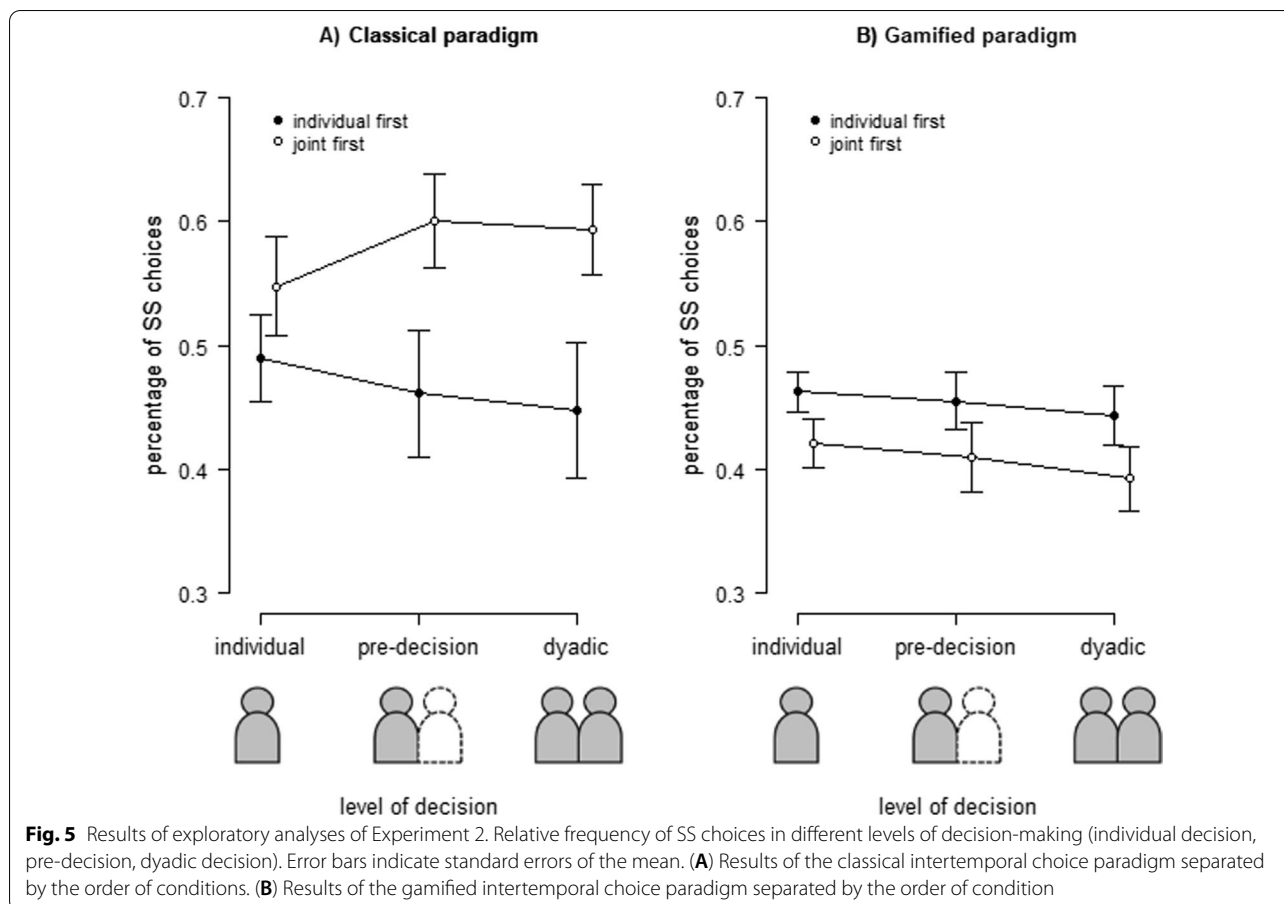 A) Classical paradigm
percentage of SS choices
0.7
0.6
0.5
0.4
0.3
individual first
joint first
individual
pre-decision
dyadic
level of decision
B) Gamified paradigm
percentage of SS choices
0.7
0.6
0.5
0.4
0.3
individual first
joint first
individual
pre-decision
dyadic
level of decision
Fig. 5 Results of exploratory analyses of Experiment 2. Relative frequency of SS choices in different levels of decision-making (individual decision,
pre-decision, dyadic decision). Error bars indicate standard errors of the mean. (A) Results of the classical intertemporal choice paradigm separated
by the order of conditions. (B) Results of the gamified intertemporal choice paradigm separated by the order of condition